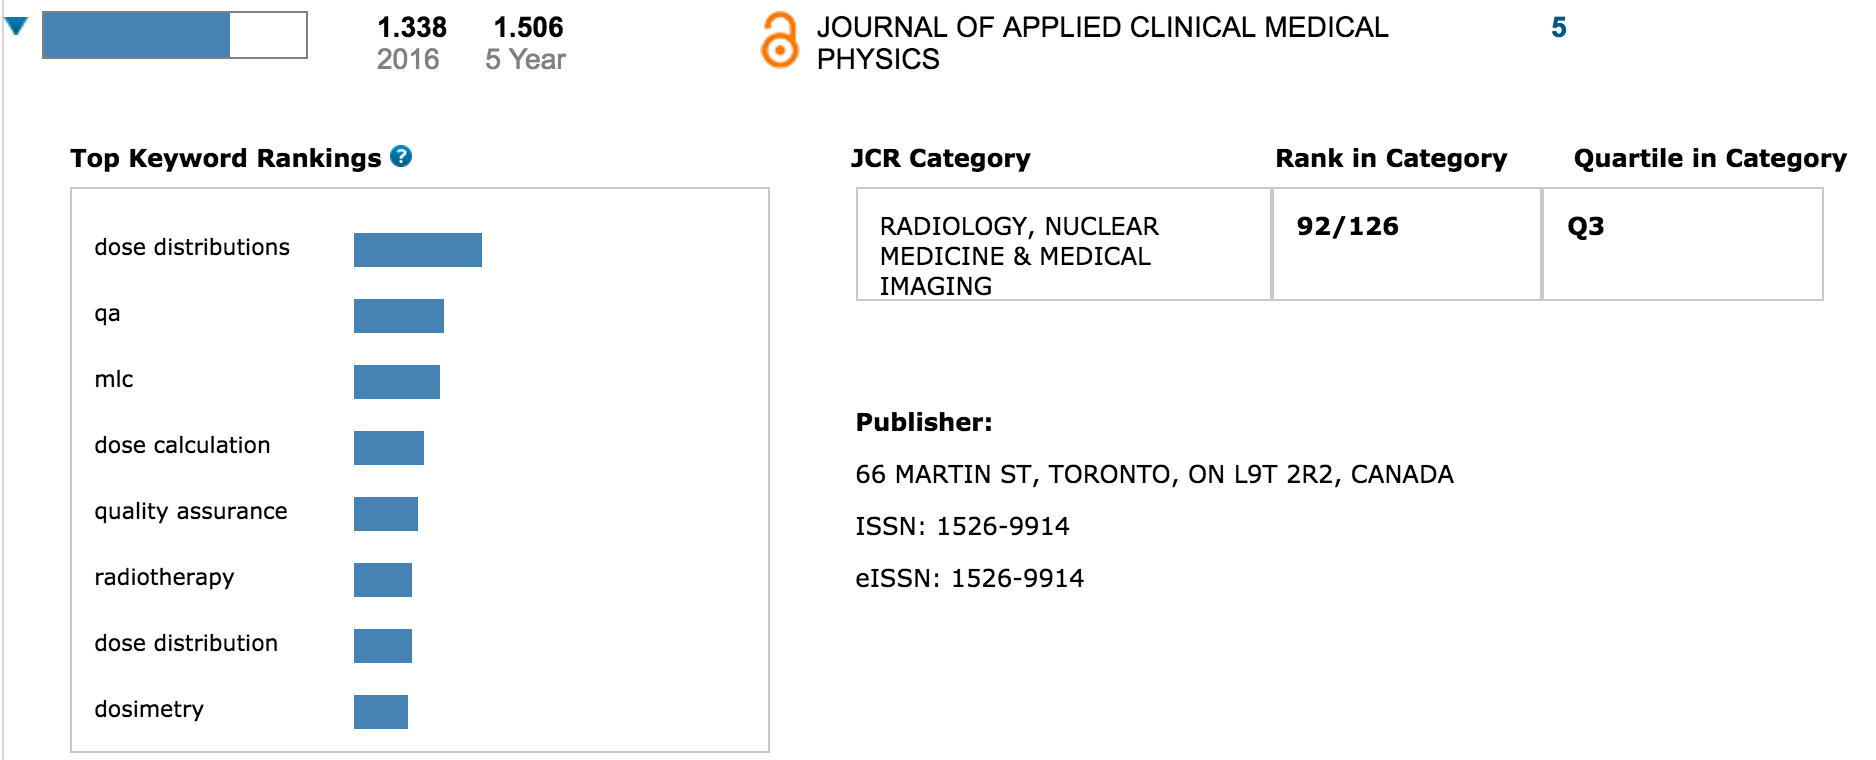 1.338 1.506
2016 5 Year
JOURNAL OF APPLIED CLINICAL MEDICAL
PHYSICS
5
Top Keyword Rankings ?
dose distributions
qa
mlc
dose calculation
quality assurance
radiotherapy
dose distribution
dosimetry
JCR Category Rank in Category Quartile in Category
RADIOLOGY, NUCLEAR
MEDICINE & MEDICAL
IMAGING
92/126
Q3
Publisher:
66 MARTIN ST, TORONTO, ON L9T 2R2, CANADA
ISSN: 1526-9914
eISSN: 1526-9914